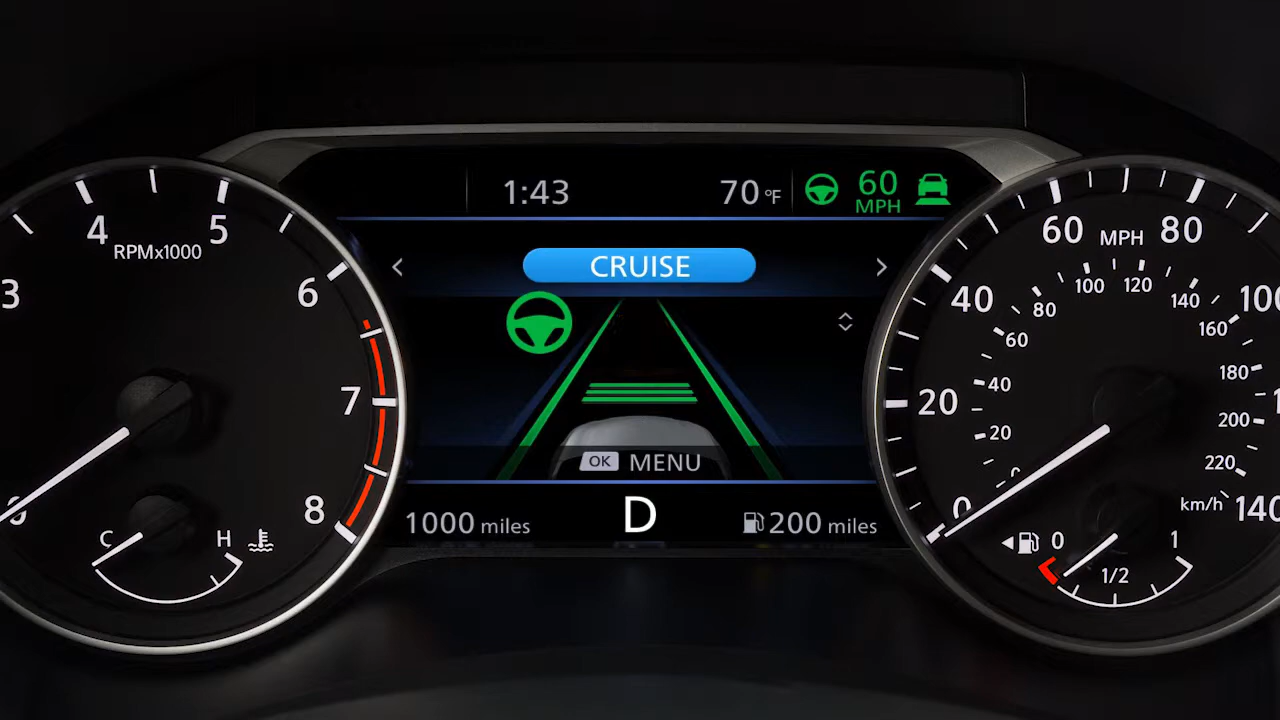 1:43 70°F 60 MPH
CRUISE
OK MENU
1000 miles D 200 miles
3 4 5 6 7 8
RPMx1000
C H
0 20 40 60 80 100 140
MPH
0 20 40 60 80 100 120 140 160 180 200 220
km/h
0 1/2 1